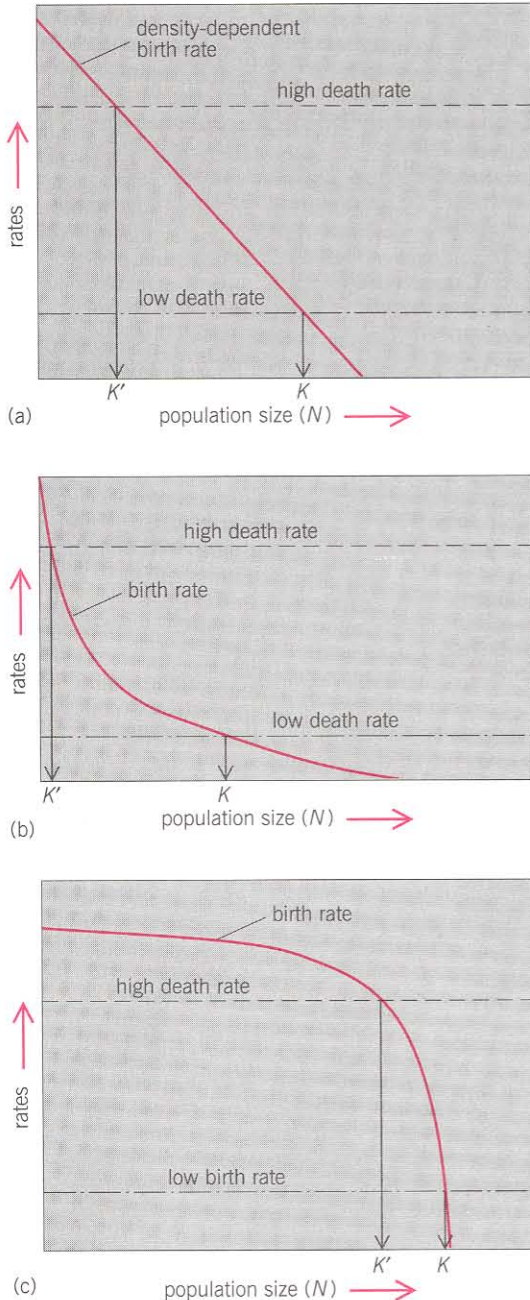 density-dependent
birth rate
high death rate
rates
low death rate
K' K
(a) population size (N)
high death rate
birth rate
rates
low death rate
K' K
(b) population size (N)
birth rate
high death rate
rates
low birth rate
K' K
(c) population size (N)